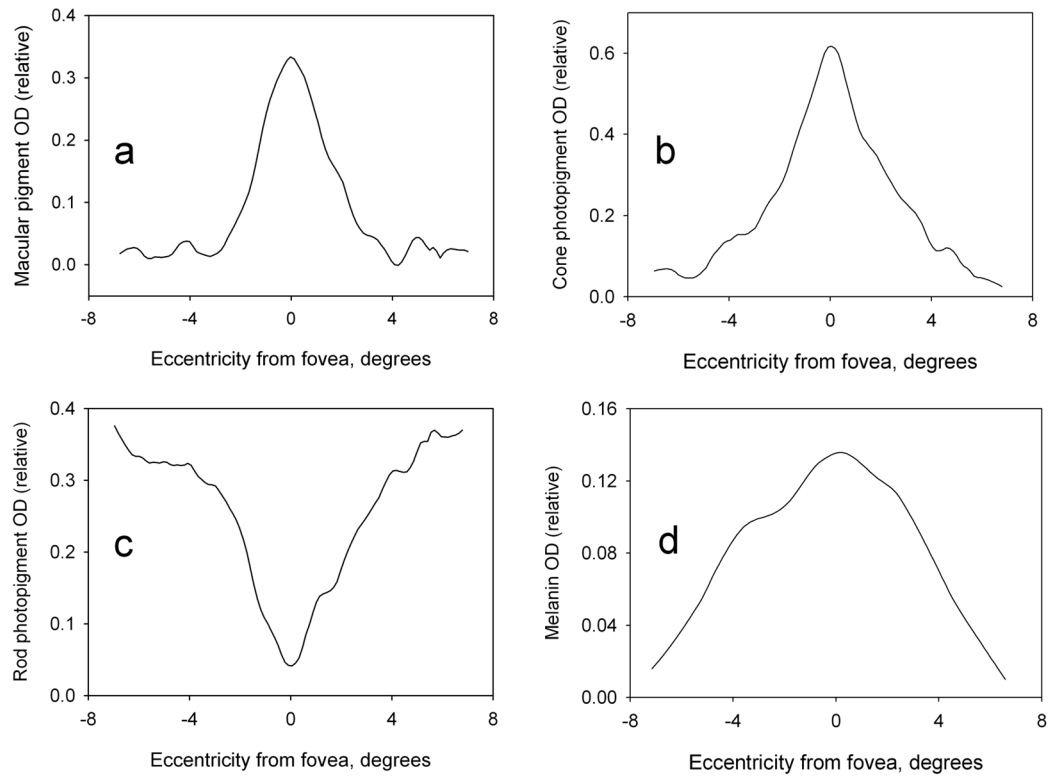 Macular pigment OD (relative)
0.4
0.3
0.2
0.1
0.0
a
-8 -4 0 4 8
Eccentricity from fovea, degrees
Cone photopigment OD (relative)
0.6
0.4
0.2
0.0
b
-8 -4 0 4 8
Eccentricity from fovea, degrees
Rod photopigment OD (relative)
0.4
0.3
0.2
0.1
0.0
c
-8 -4 0 4 8
Eccentricity from fovea, degrees
Melanin OD (relative)
0.16
0.12
0.08
0.04
0.00
d
-8 -4 0 4 8
Eccentricity from fovea, degrees